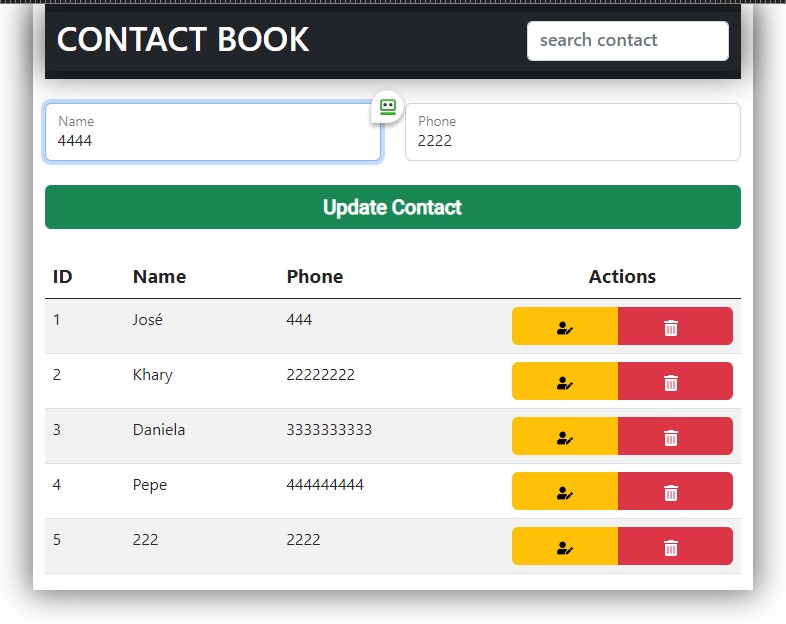 CONTACT BOOK search contact
Name Phone
4444 2222
Update Contact
ID Name Phone Actions
1 José 444
2 Khary 22222222
3 Daniela 3333333333
4 Pepe 444444444
5 222 2222